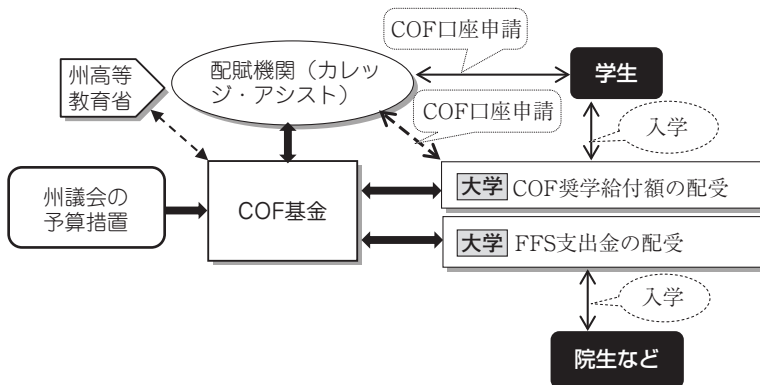 COF口座申請
州高等
教育省
配賦機関（カレッ
ジ・アシスト）
学生
COF口座申請
入学
州議会の
予算措置
COF基金
大学 COF奨学給付額の配受
大学 FFS支出金の配受
入学
院生など